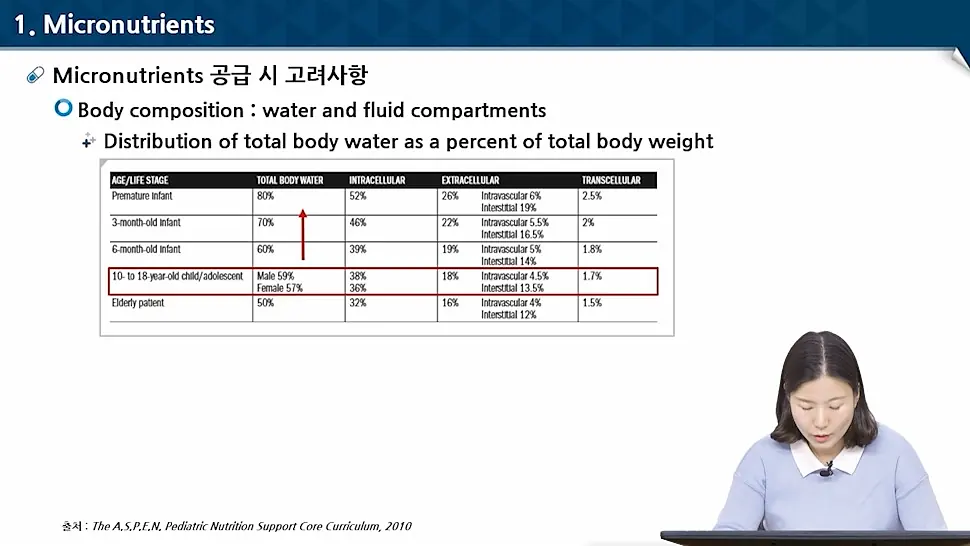 1. Micronutrients
Micronutrients 공급 시 고려사항
Body composition : water and fluid compartments
Distribution of total body water as a percent of total body weight
AGE/LIFE STAGE TOTAL BODY WATER INTRACELLULAR EXTRACELLULAR TRANSCELLULAR
Premature infant 80% 52% 26% Intravascular 6% 2.5%
Interstitial 19%
3-month-old infant 70% 46% 22% Intravascular 5.5% 2%
Interstitial 16.5%
6-month-old infant 60% 39% 19% Intravascular 5% 1.8%
Interstitial 14%
10- to 18-year-old child/adolescent Male 59% 38% 18% Intravascular 4.5% 1.7%
Female 57% 36% Interstitial 13.5%
Elderly patient 50% 32% 16% Intravascular 4% 1.5%
Interstitial 12%
출처 : The A.S.P.E.N. Pediatric Nutrition Support Core Curriculum, 2010